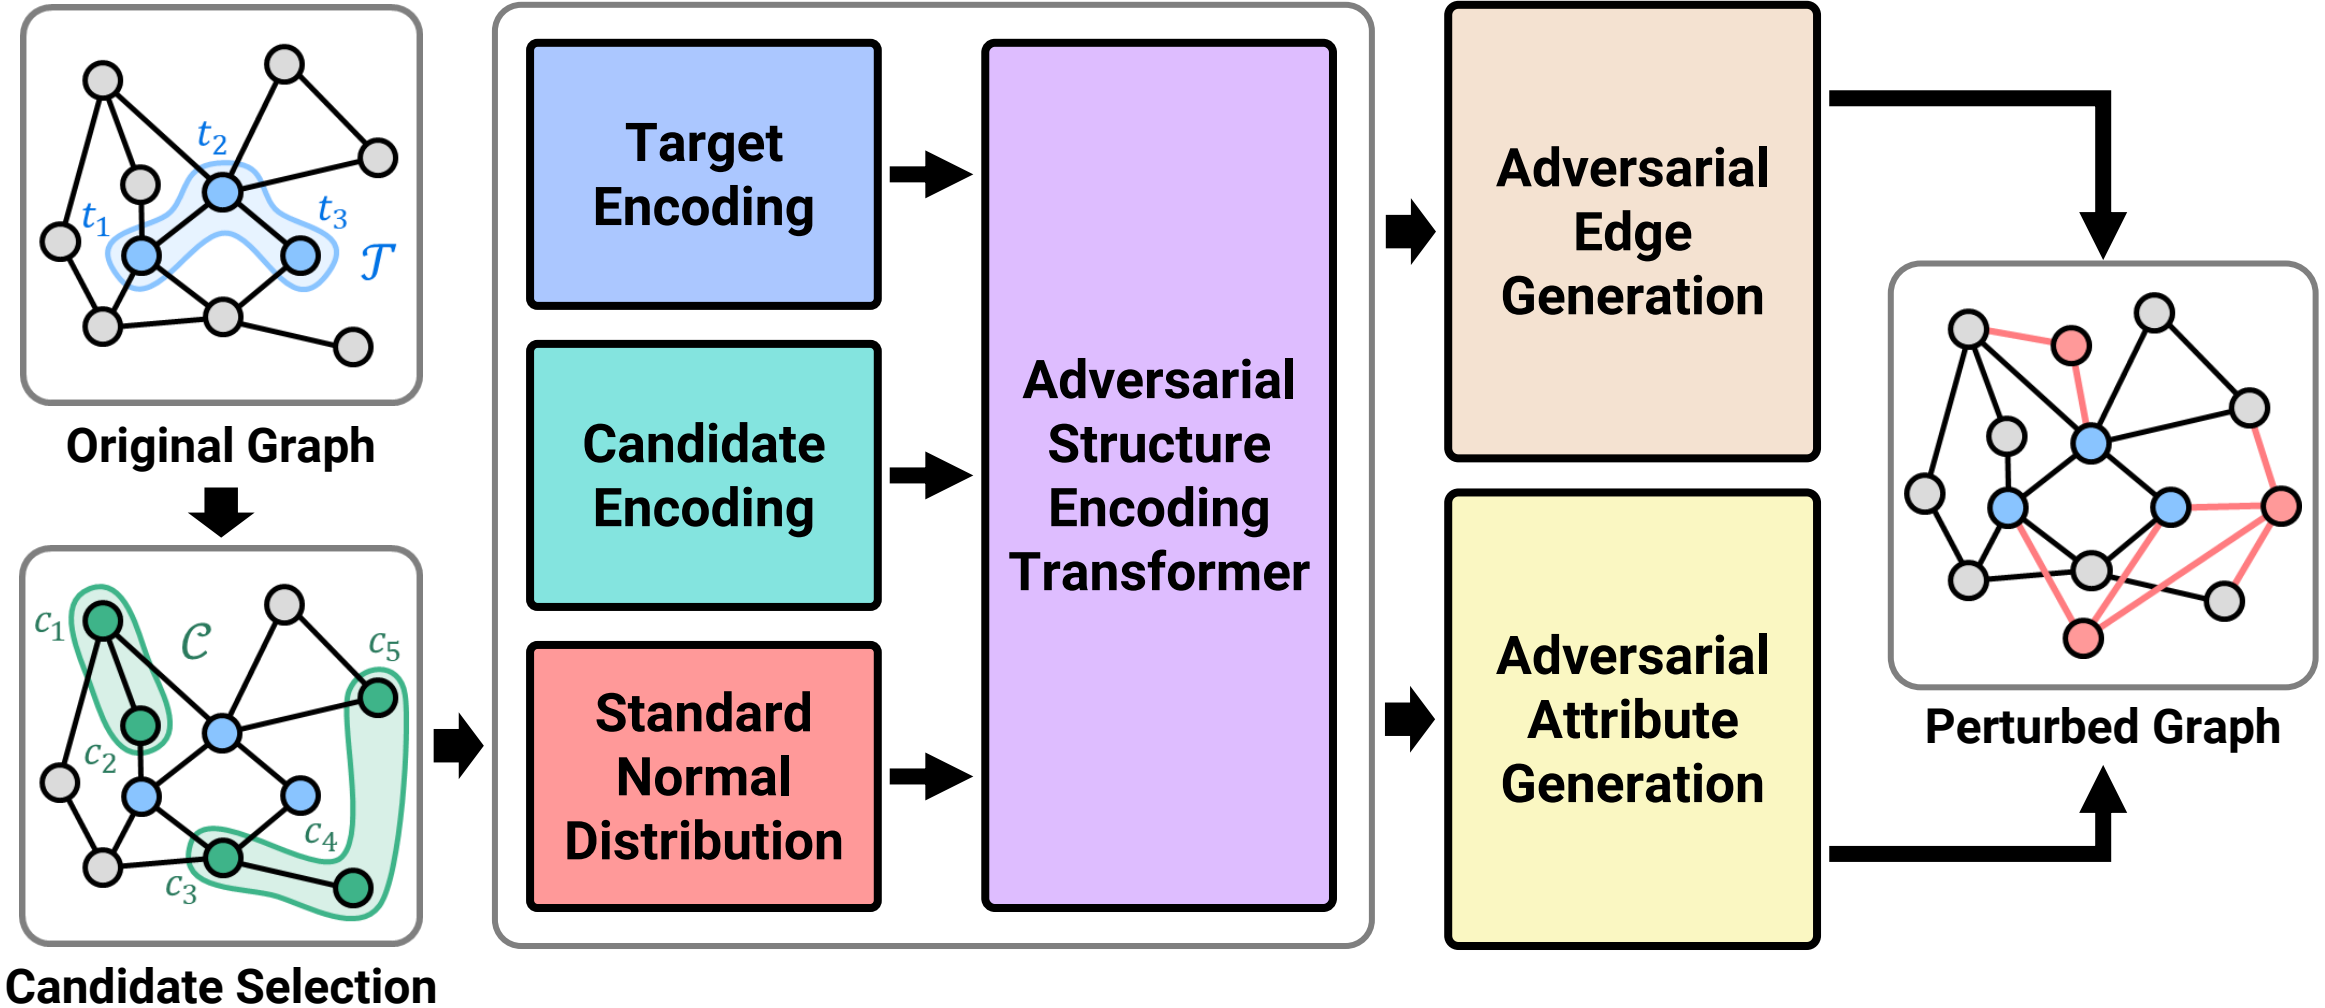 t₂
t₁
t₃
𝒯
Original Graph
c₁
𝒞
c₅
c₂
c₄
c₃
Candidate Selection
Target
Encoding
Candidate
Encoding
Standard
Normal
Distribution
Adversarial
Structure
Encoding
Transformer
Adversarial
Edge
Generation
Adversarial
Attribute
Generation
Perturbed Graph